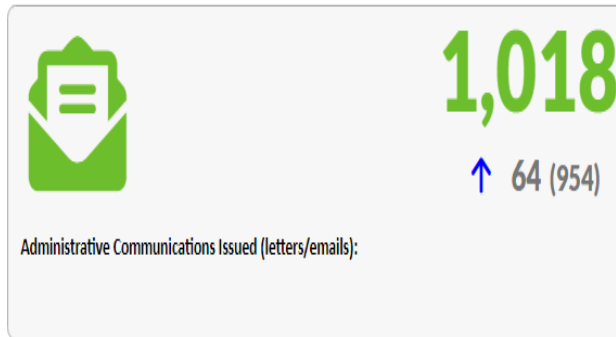 1,018
↑ 64 (954)
Administrative Communications Issued (letters/emails):